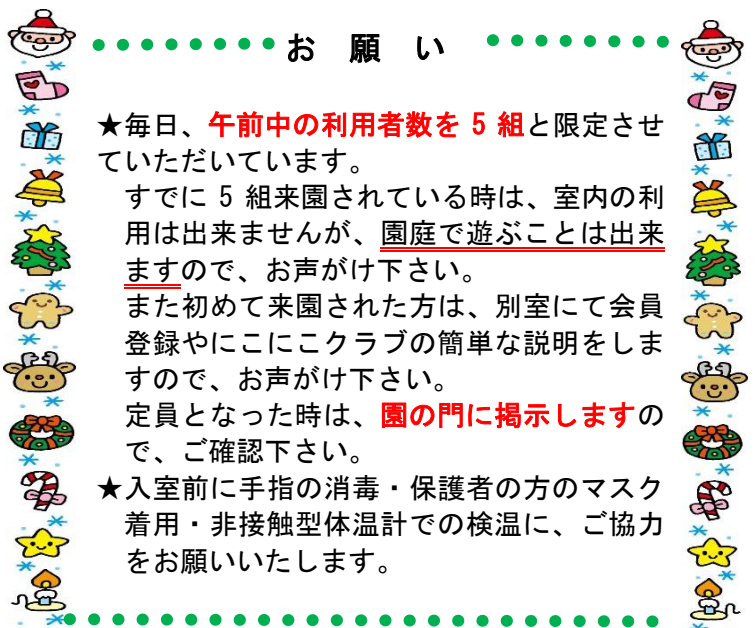 お 願 い
★毎日、午前中の利用者数を 5 組と限定させ
ていただいています。
すでに 5 組来園されている時は、室内の利
用は出来ませんが、園庭で遊ぶことは出来
ますので、お声がけ下さい。
また初めて来園された方は、別室にて会員
登録やにこにこクラブの簡単な説明をしま
すので、お声がけ下さい。
定員となった時は、園の門に掲示しますの
で、ご確認下さい。
★入室前に手指の消毒・保護者の方のマスク
着用・非接触型体温計での検温に、ご協力
をお願いいたします。